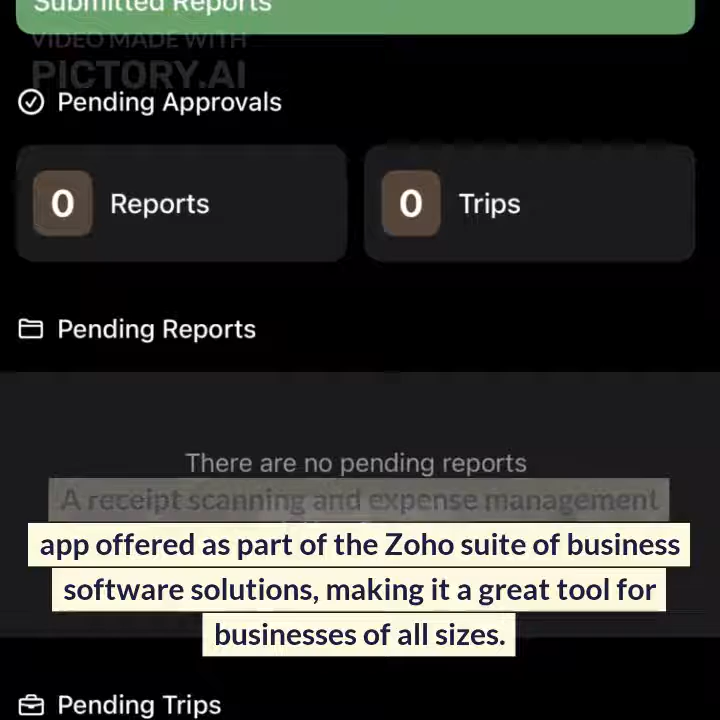 Submitted Reports
VIDEO MADE WITH
PICTORY.AI
Pending Approvals
0 Reports
0 Trips
Pending Reports
There are no pending reports
A receipt scanning and expense management
app offered as part of the Zoho suite of business
software solutions, making it a great tool for
businesses of all sizes.
Pending Trips